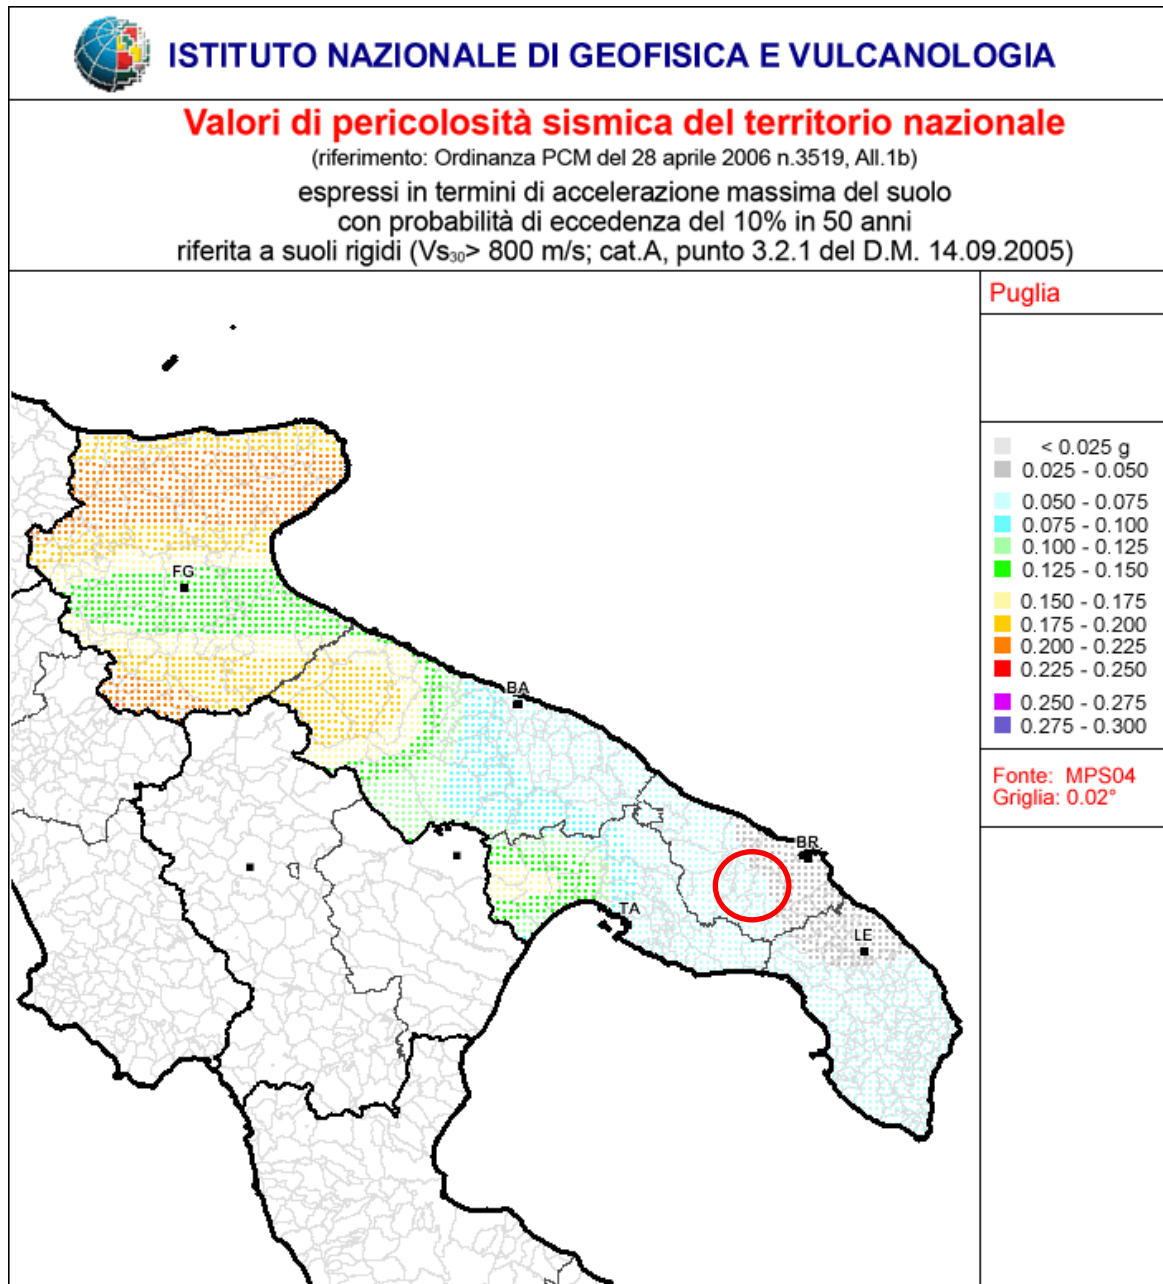 ISTITUTO NAZIONALE DI GEOFISICA E VULCANOLOGIA
Valori di pericolosità sismica del territorio nazionale
(riferimento: Ordinanza PCM del 28 aprile 2006 n.3519, All.1b)
espressi in termini di accelerazione massima del suolo
con probabilità di eccedenza del 10% in 50 anni
riferita a suoli rigidi (Vs₃₀> 800 m/s; cat.A, punto 3.2.1 del D.M. 14.09.2005)
Puglia
< 0.025 g
0.025 - 0.050
0.050 - 0.075
0.075 - 0.100
0.100 - 0.125
0.125 - 0.150
0.150 - 0.175
0.175 - 0.200
0.200 - 0.225
0.225 - 0.250
0.250 - 0.275
0.275 - 0.300
Fonte: MPS04
Griglia: 0.02°
FG
BA
BR
TA
LE